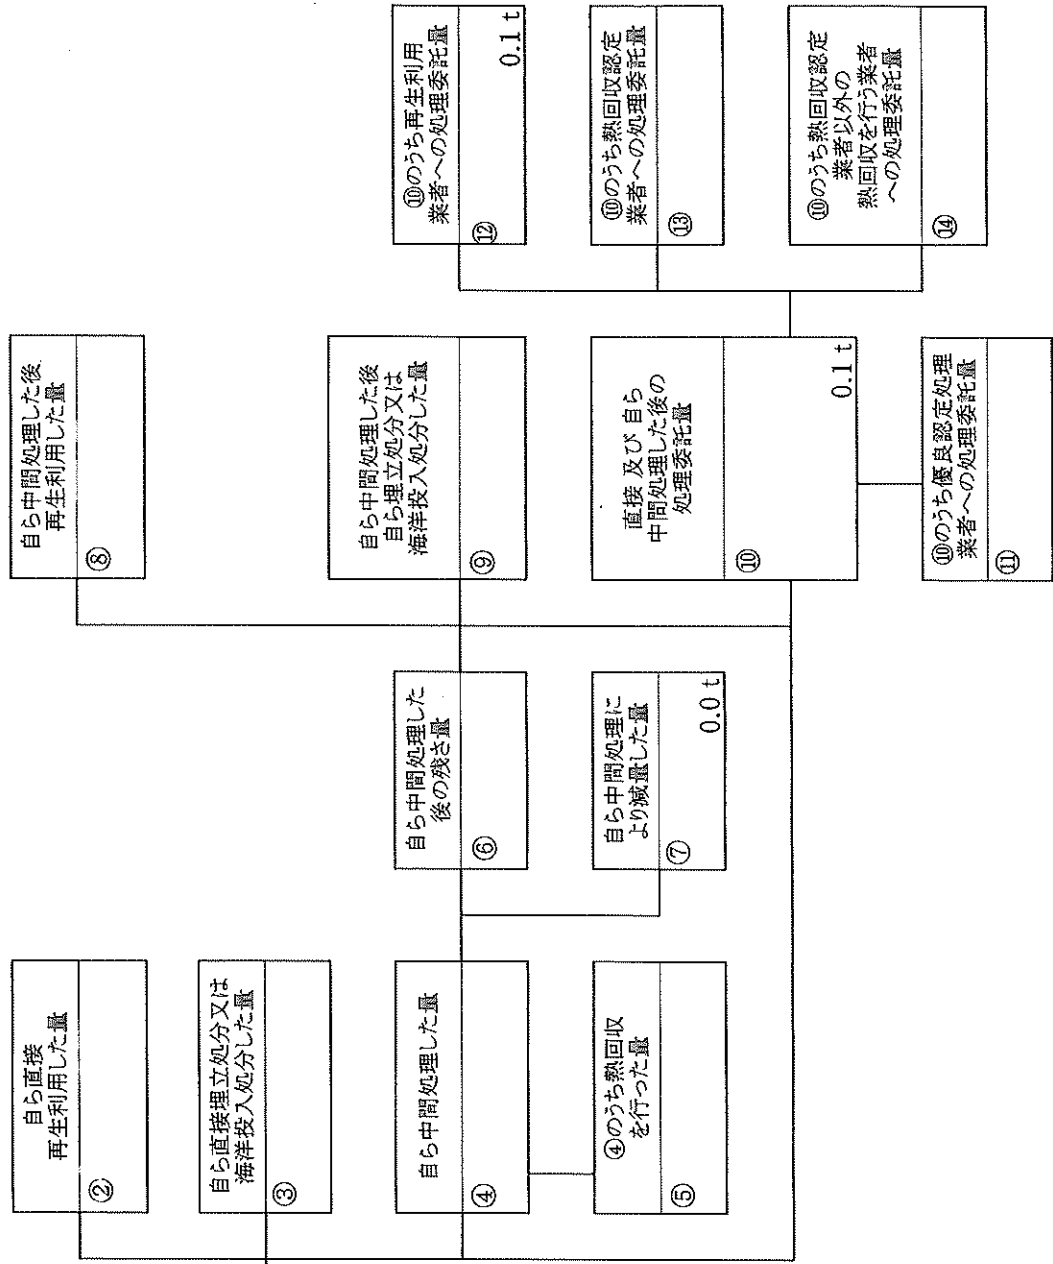 自ら直接
再生利用した量
②
自ら直接埋立処分又は
海洋投入処分した量
③
自ら中間処理した量
④
④のうち熱回収
を行った量
⑤
自ら中間処理した
後の残さ量
⑥
自ら中間処理に
より減量した量
⑦
0.0 t
自ら中間処理した後
再生利用した量
⑧
自ら中間処理した後
自ら埋立処分又は
海洋投入処分した量
⑨
直接 及び 自ら
中間処理した後の
処理委託量
⑩
0.1 t
⑩のうち優良認定処理
業者への処理委託量
⑪
⑩のうち再生利用
業者への処理委託量
⑫
0.1 t
⑩のうち熱回収認定
業者への処理委託量
⑬
⑩のうち熱回収認定
業者以外の
熱回収を行う業者
への処理委託量
⑭